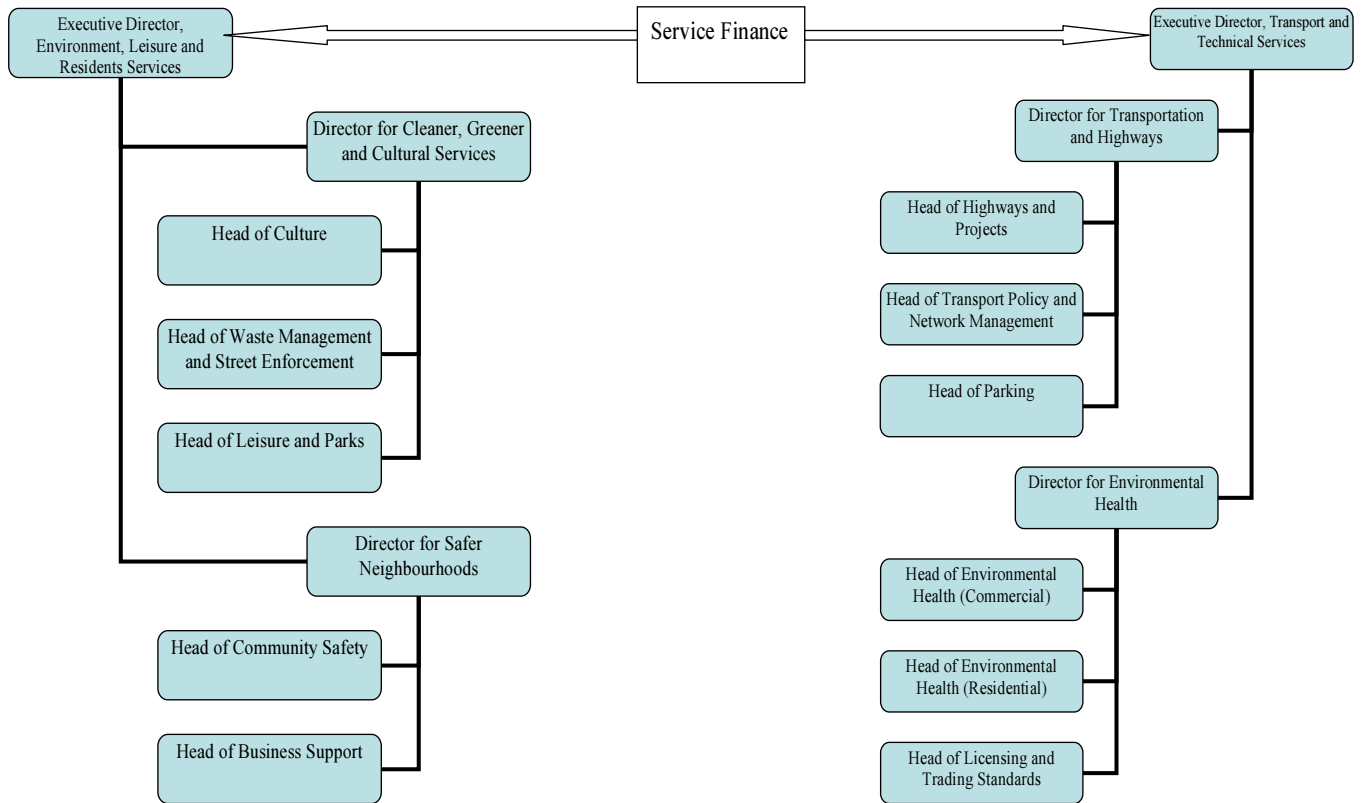 Executive Director,
Environment, Leisure and
Residents Services
Service Finance
Executive Director, Transport and
Technical Services
Director for Cleaner, Greener
and Cultural Services
Head of Culture
Head of Waste Management
and Street Enforcement
Head of Leisure and Parks
Director for Safer
Neighbourhoods
Head of Community Safety
Head of Business Support
Director for Transportation
and Highways
Head of Highways and
Projects
Head of Transport Policy and
Network Management
Head of Parking
Director for Environmental
Health
Head of Environmental
Health (Commercial)
Head of Environmental
Health (Residential)
Head of Licensing and
Trading Standards